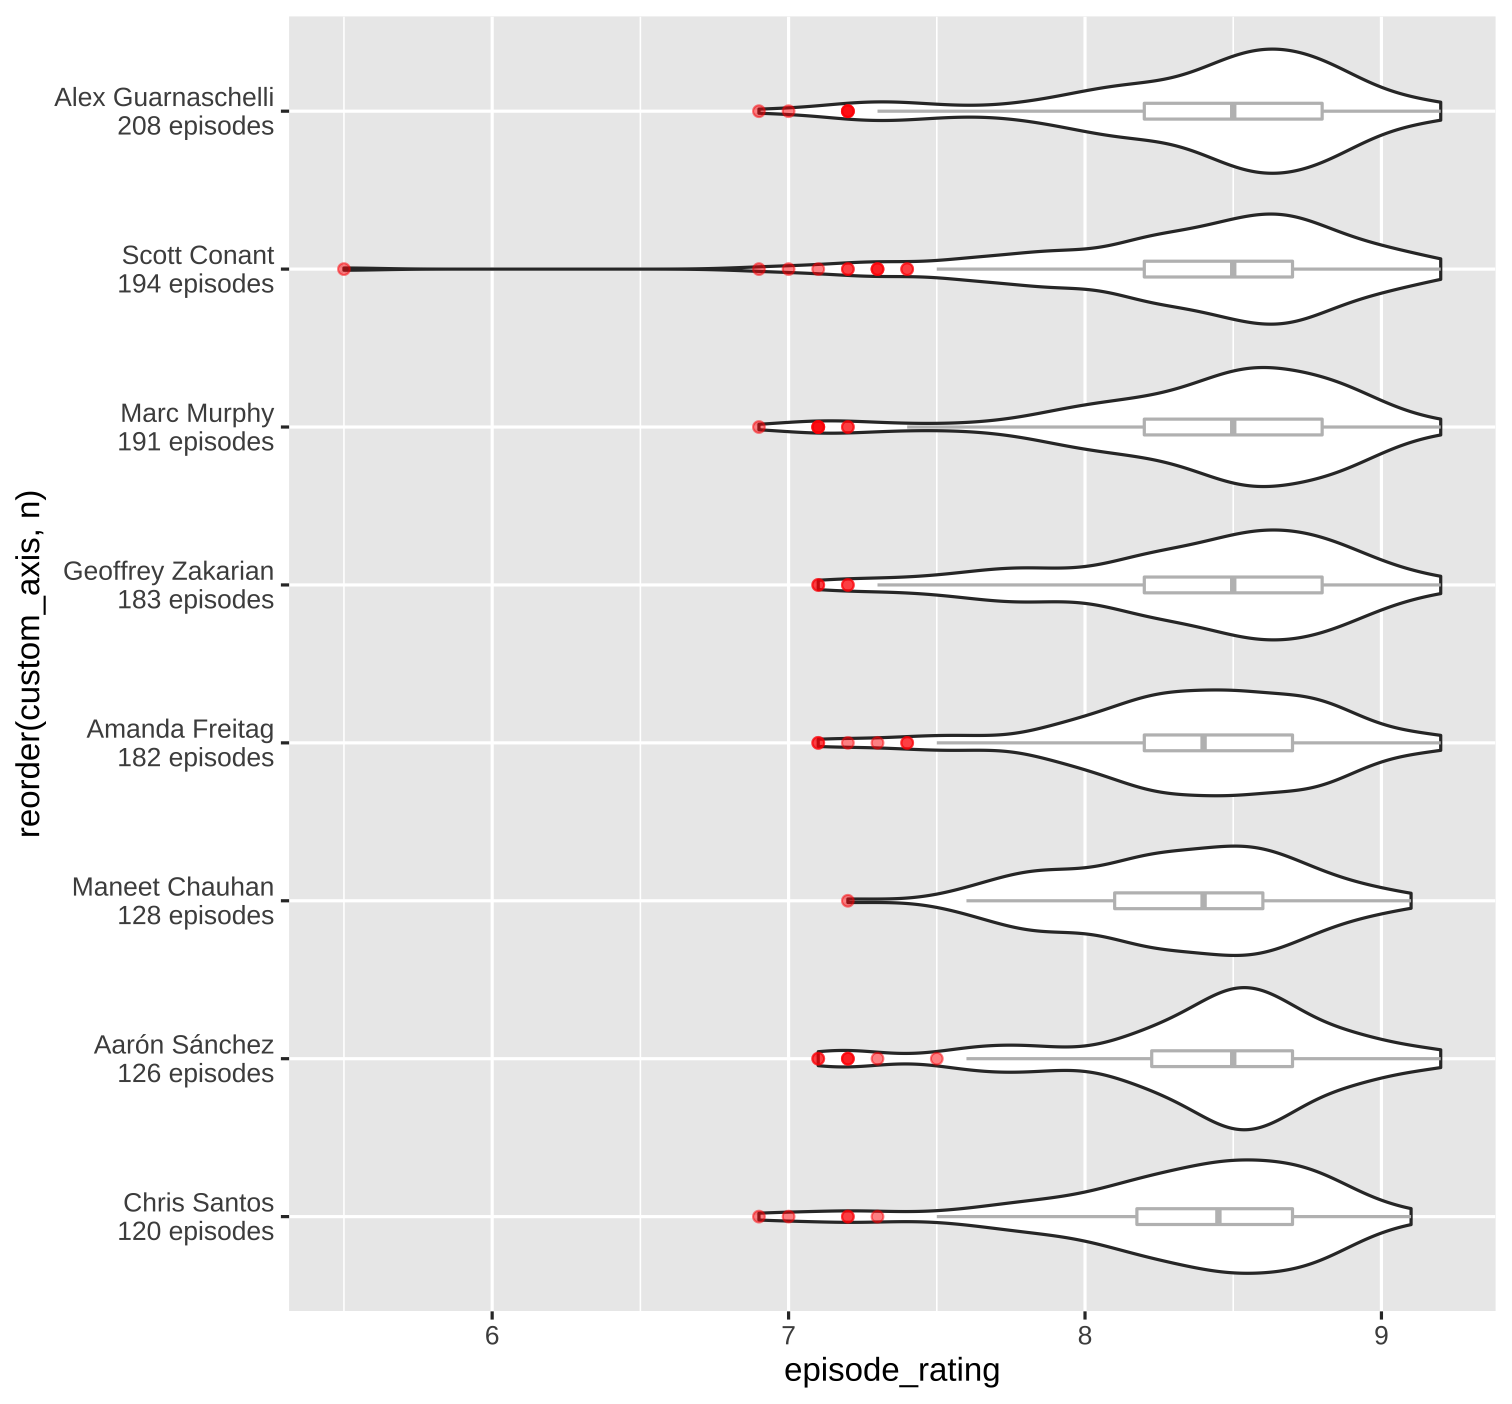 Alex Guarnaschelli
208 episodes
Scott Conant
194 episodes
Marc Murphy
191 episodes
Geoffrey Zakarian
183 episodes
Amanda Freitag
182 episodes
Maneet Chauhan
128 episodes
Aarón Sánchez
126 episodes
Chris Santos
120 episodes
reorder(custom_axis, n)
6 7 8 9
episode_rating